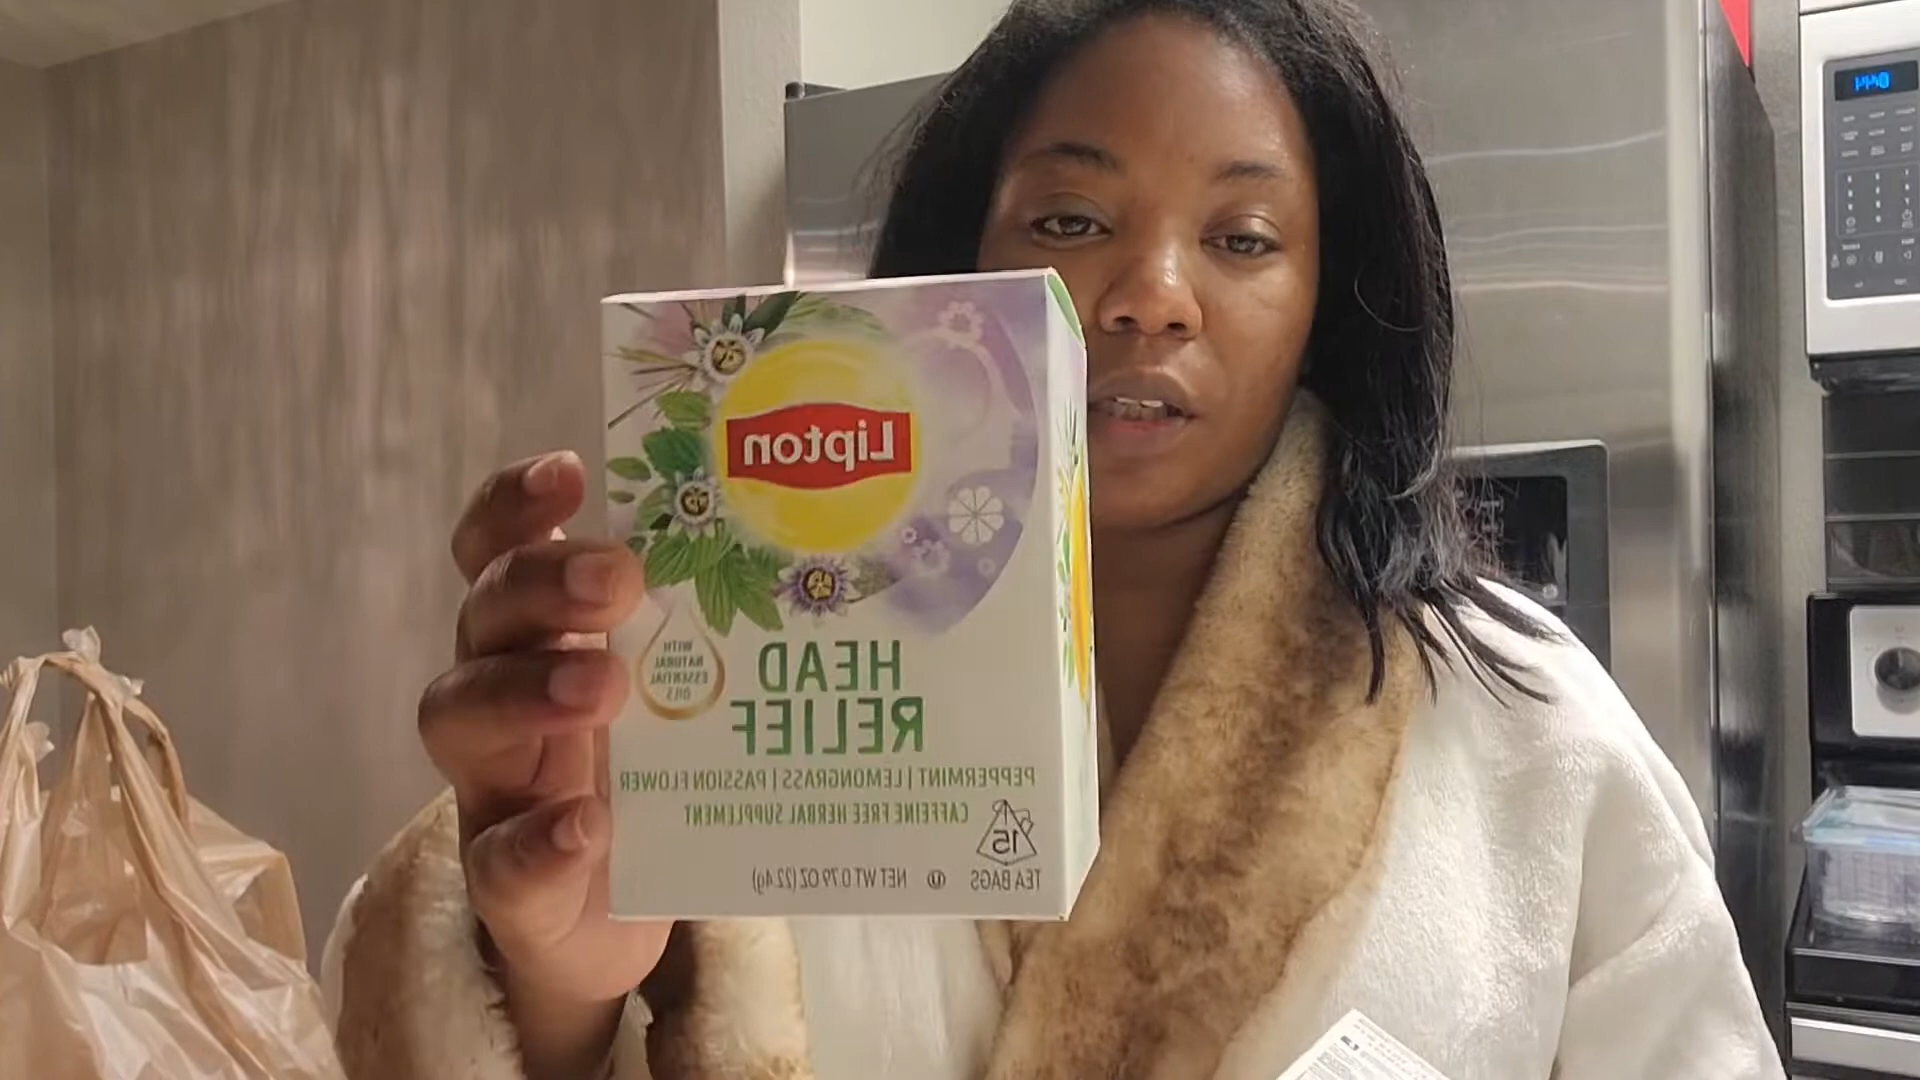 Lipton
WITH
NATURAL
ESSENTIAL
OILS
HEAD
RELIEF
PEPPERMINT | LEMONGRASS | PASSION FLOWER
CAFFEINE FREE HERBAL SUPPLEMENT
15
TEA BAGS
NET WT 0.79 OZ (22.4g)